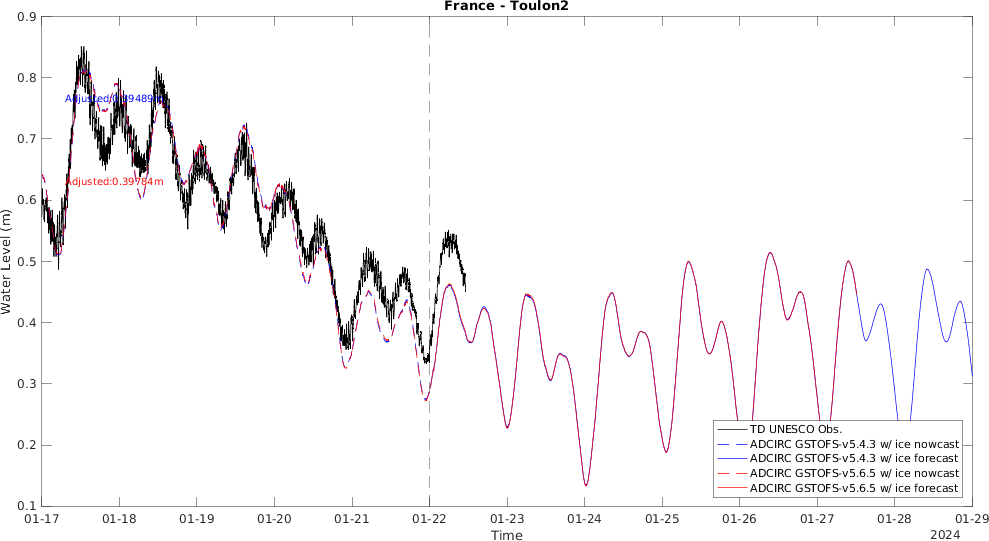 France - Toulon2
Water Level (m)
0.9
0.8
0.7
0.6
0.5
0.4
0.3
0.2
0.1
Adjusted:0.39784m
TD UNESCO Obs.
ADCIRC GSTOFS-v5.4.3 w/ ice nowcast
ADCIRC GSTOFS-v5.4.3 w/ ice forecast
ADCIRC GSTOFS-v5.6.5 w/ ice nowcast
ADCIRC GSTOFS-v5.6.5 w/ ice forecast
01-17 01-18 01-19 01-20 01-21 01-22 01-23 01-24 01-25 01-26 01-27 01-28 01-29
Time
2024